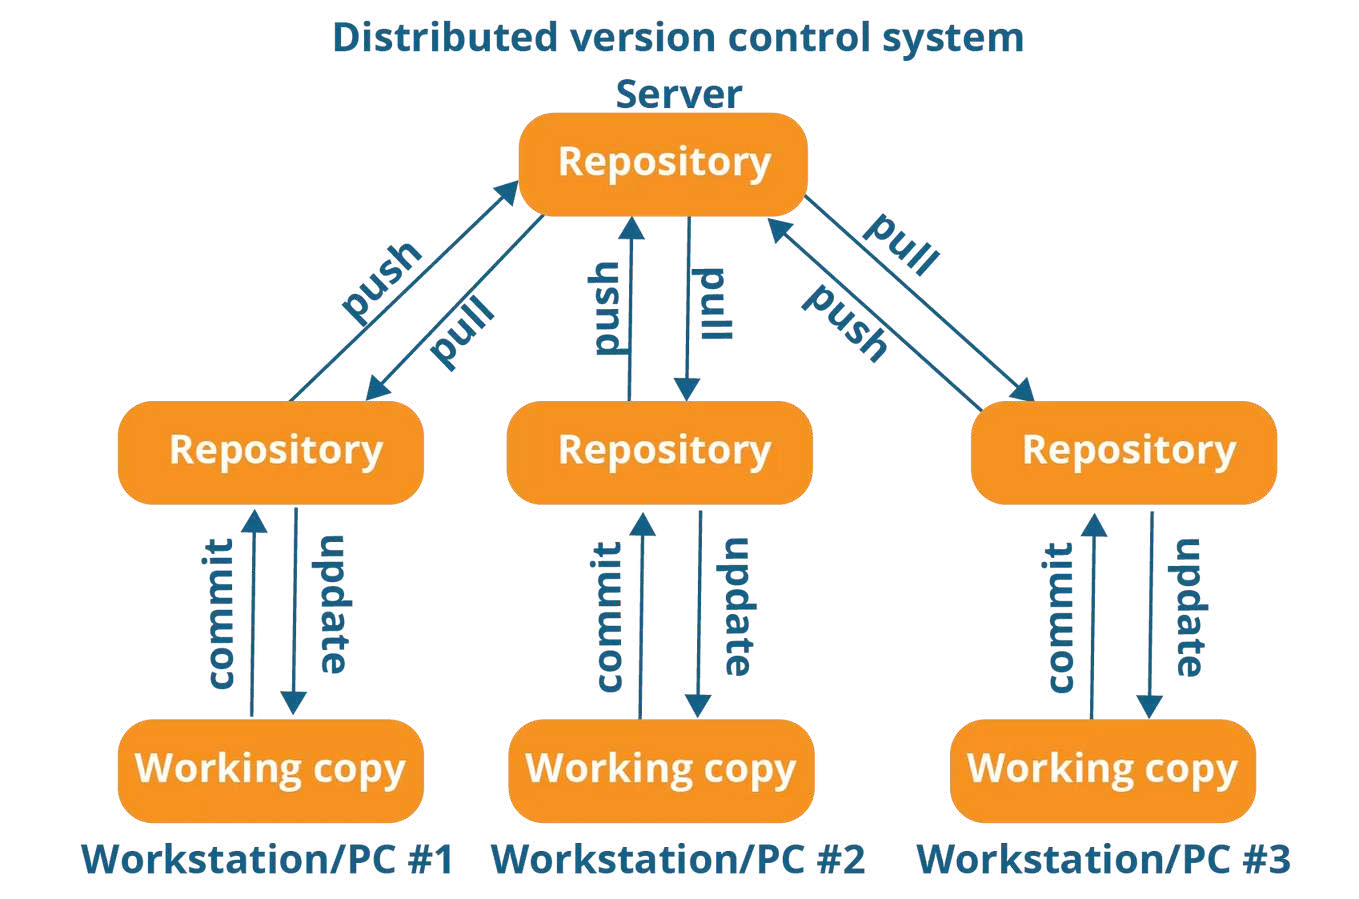 Distributed version control system
Server
Repository
push
pull
push
pull
push
pull
Repository
Repository
Repository
commit
update
commit
update
commit
update
Working copy
Working copy
Working copy
Workstation/PC #1
Workstation/PC #2
Workstation/PC #3